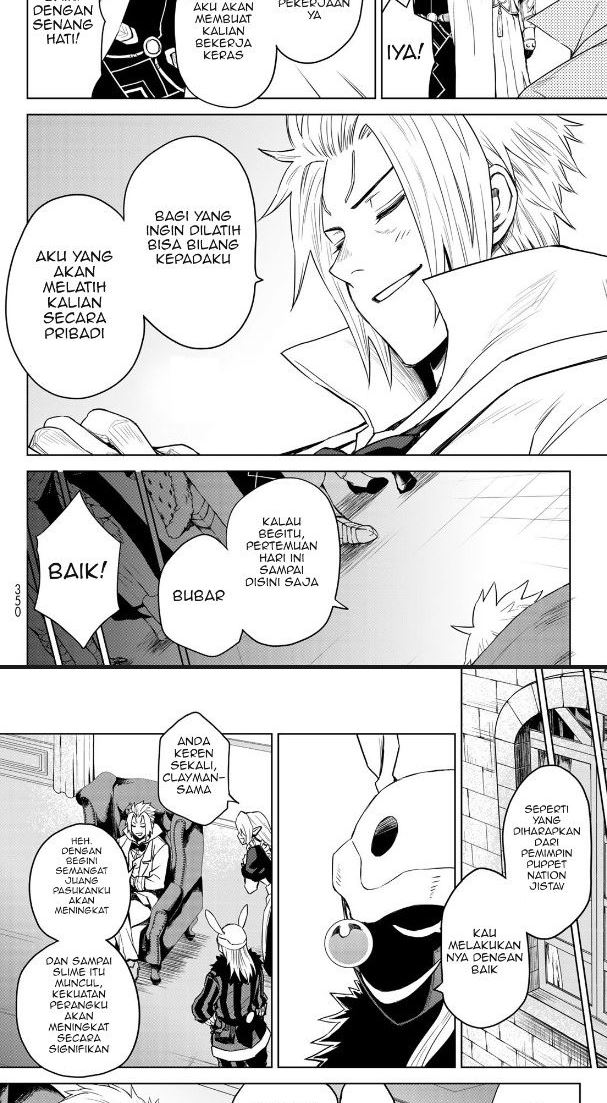 DENGAN
SENANG
HATI!
PEKERJAAN
YA
AKU AKAN
MEMBUAT
KALIAN
BEKERJA
KERAS
IYA!
BAGI YANG
INGIN DILATIH
BISA BILANG
KEPADAKU
AKU YANG
AKAN
MELATIH
KALIAN
SECARA
PRIBADI
KALAU
BEGITU,
PERTEMUAN
HARI INI
SAMPAI
DISINI SAJA
BUBAR
BAIK!
350
SEPERTI
YANG
DIHARAPKAN
DARI
PEMIMPIN
PUPPET
NATION
JISTAV
KAU
MELAKUKAN
NYA DENGAN
BAIK
ANDA
KEREN
SEKALI,
CLAYMAN-
SAMA
HEH.
DENGAN
BEGINI
SEMANGAT
JUANG
PASUKANKU
AKAN
MENINGKAT
DAN SAMPAI
SLIME ITU
MUNCUL,
KEKUATAN
PERANGKU
AKAN
MENINGKAT
SECARA
SIGNIFIKAN